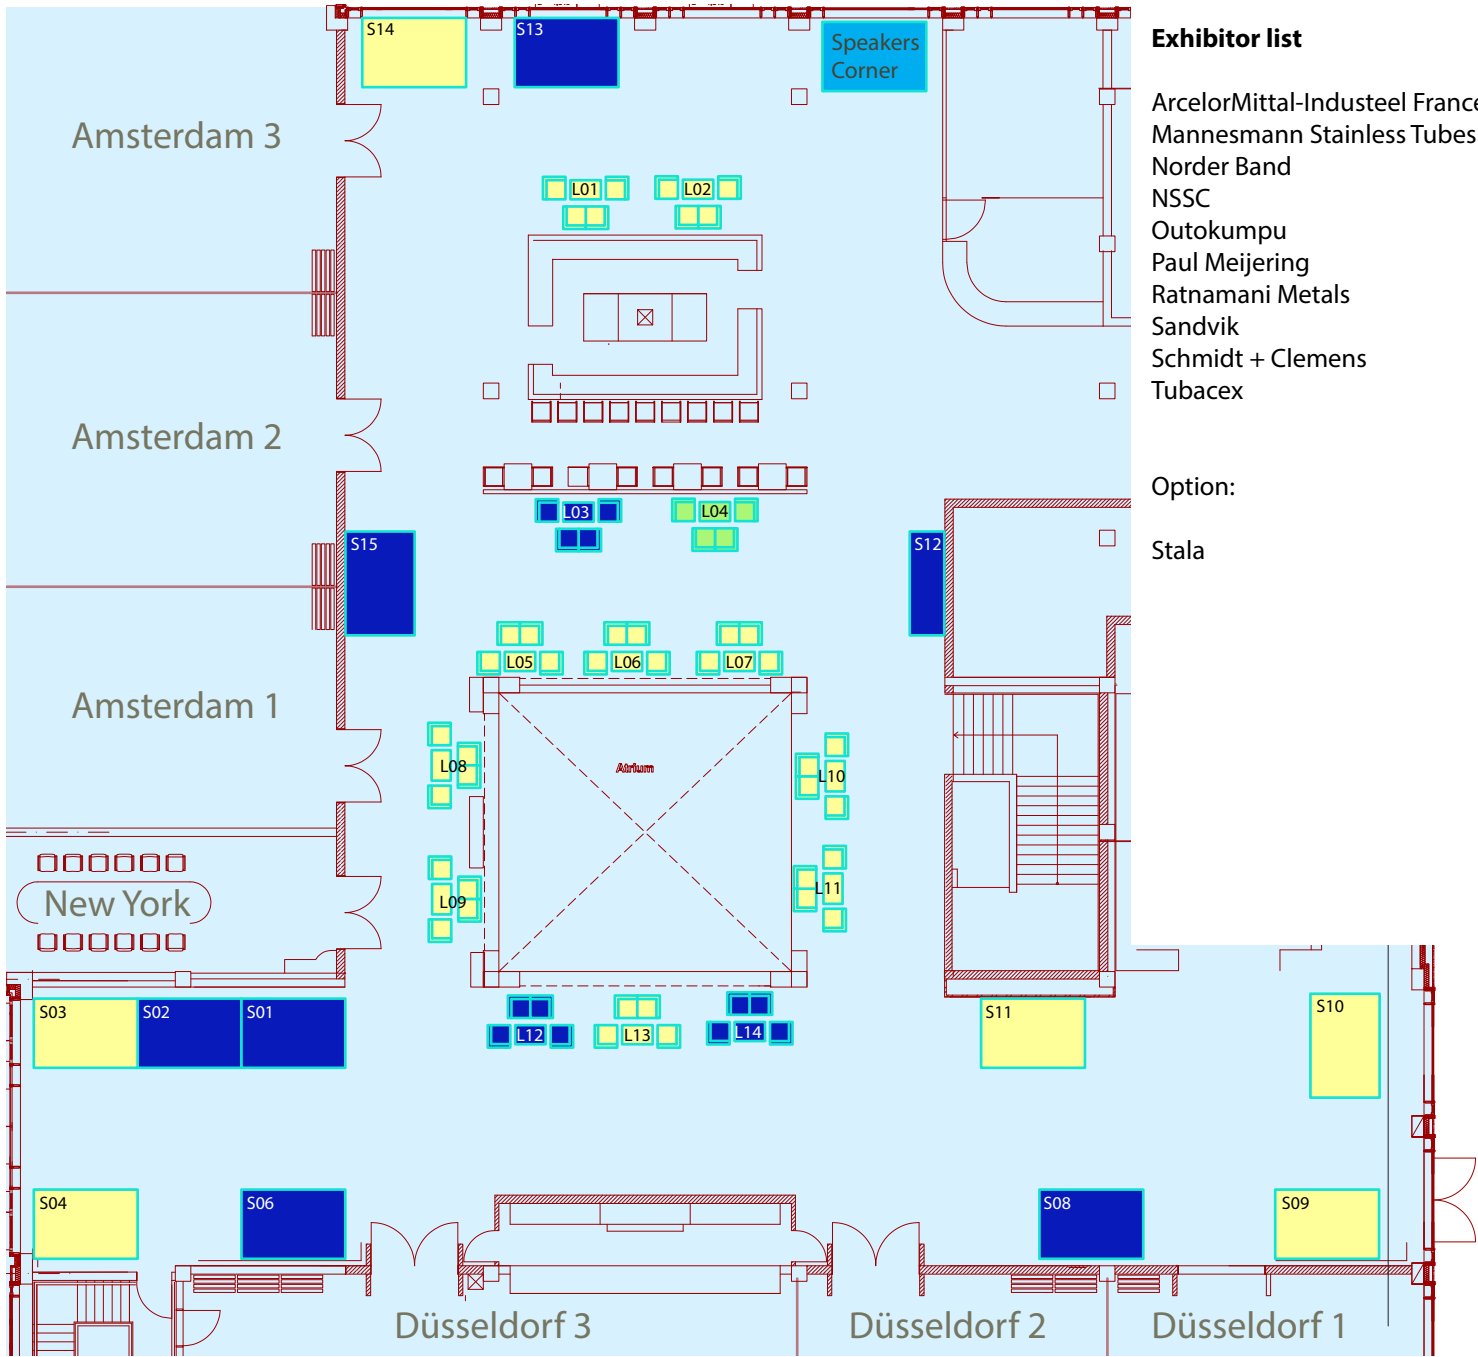 S14
S13
Speakers
Corner
Exhibitor list
ArcelorMittal-Industeel France
Mannesmann Stainless Tubes
Norder Band
NSSC
Outokumpu
Paul Meijering
Ratnamani Metals
Sandvik
Schmidt + Clemens
Tubacex
Option:
Stala
Amsterdam 3
L01
L02
Amsterdam 2
L03
L04
S15
S12
L05
L06
L07
Amsterdam 1
L08
Atrium
L10
New York
L09
L11
S03
S02
S01
L12
L13
L14
S11
S10
S04
S06
S08
S09
Düsseldorf 3
Düsseldorf 2
Düsseldorf 1